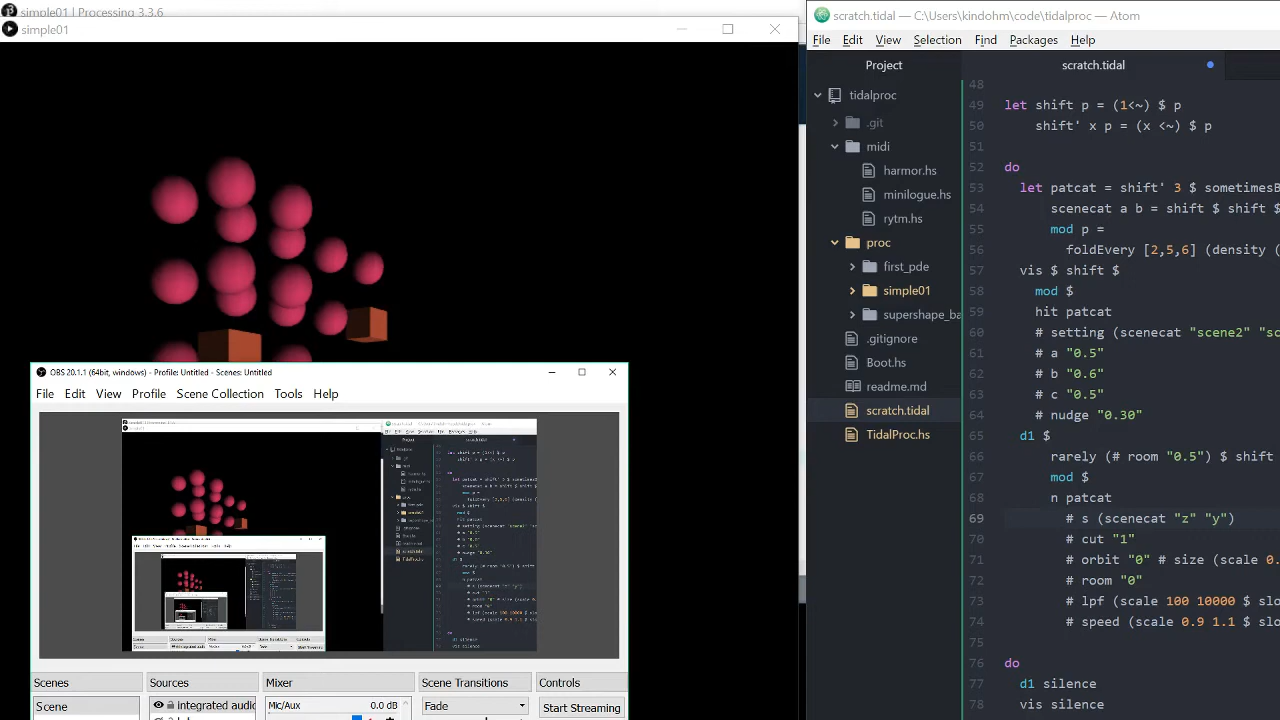 simple01 | Processing 3.3.6
simple01
scratch.tidal — C:\Users\kindohm\code\tidalproc — Atom
File Edit View Selection Find Packages Help
Project
scratch.tidal
tidalproc
.git
midi
harmor.hs
minilogue.hs
rytm.hs
proc
first_pde
simple01
supershape_ba
.gitignore
Boot.hs
readme.md
scratch.tidal
TidalProc.hs
48
49 let shift p = (1<~) $ p
50 shift' x p = (x <~) $ p
51
52 do
53 let patcat = shift' 3 $ sometimesB
54 scenecat a b = shift $ shift $
55 mod p =
56 foldEvery [2,5,6] (density (
57 vis $ shift $
58 mod $
59 hit patcat
60 # setting (scenecat "scene2" "sc
61 # a "0.5"
62 # b "0.6"
63 # c "0.5"
64 # nudge "0.30"
65 d1 $
66 rarely (# room "0.5") $ shift
67 mod $
68 n patcat
69 # s (scenecat "z" "y")
70 # cut "1"
71 # orbit "0" # size (scale 0.
72 # room "0"
73 # lpf (scale 100 10000 $ slo
74 # speed (scale 0.9 1.1 $ slo
75
76 do
77 d1 silence
78 vis silence
OBS 20.1.1 (64bit, windows) - Profile: Untitled - Scenes: Untitled
File Edit View Profile Scene Collection Tools Help
Scenes Sources Mixer Scene Transitions Controls
Scene
integrated audio
Mic/Aux 0.0 dB
Fade
Start Streaming